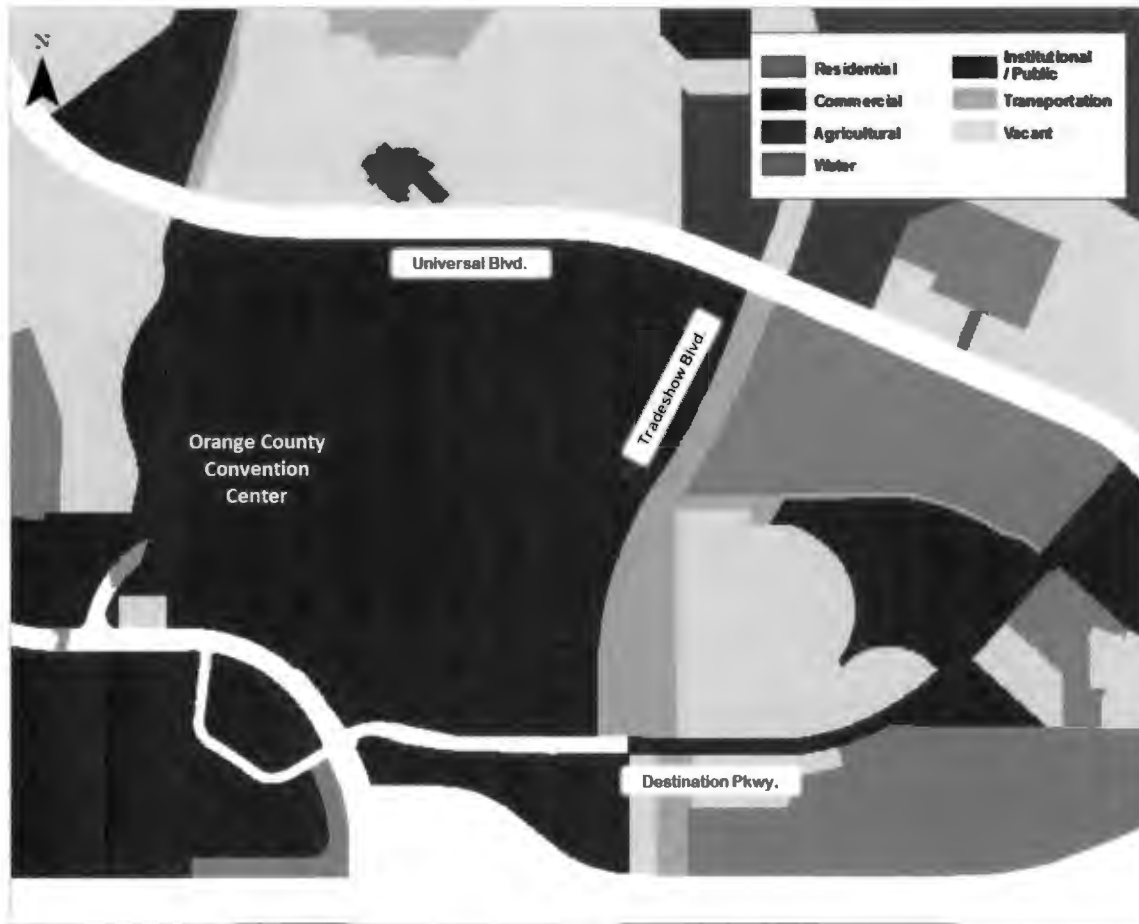 N
Residential
Commercial
Agricultural
Water
Institutional
/ Public
Transportation
Vacant
Universal Blvd.
Tradeshow Blvd.
Orange County
Convention
Center
Destination Pkwy.